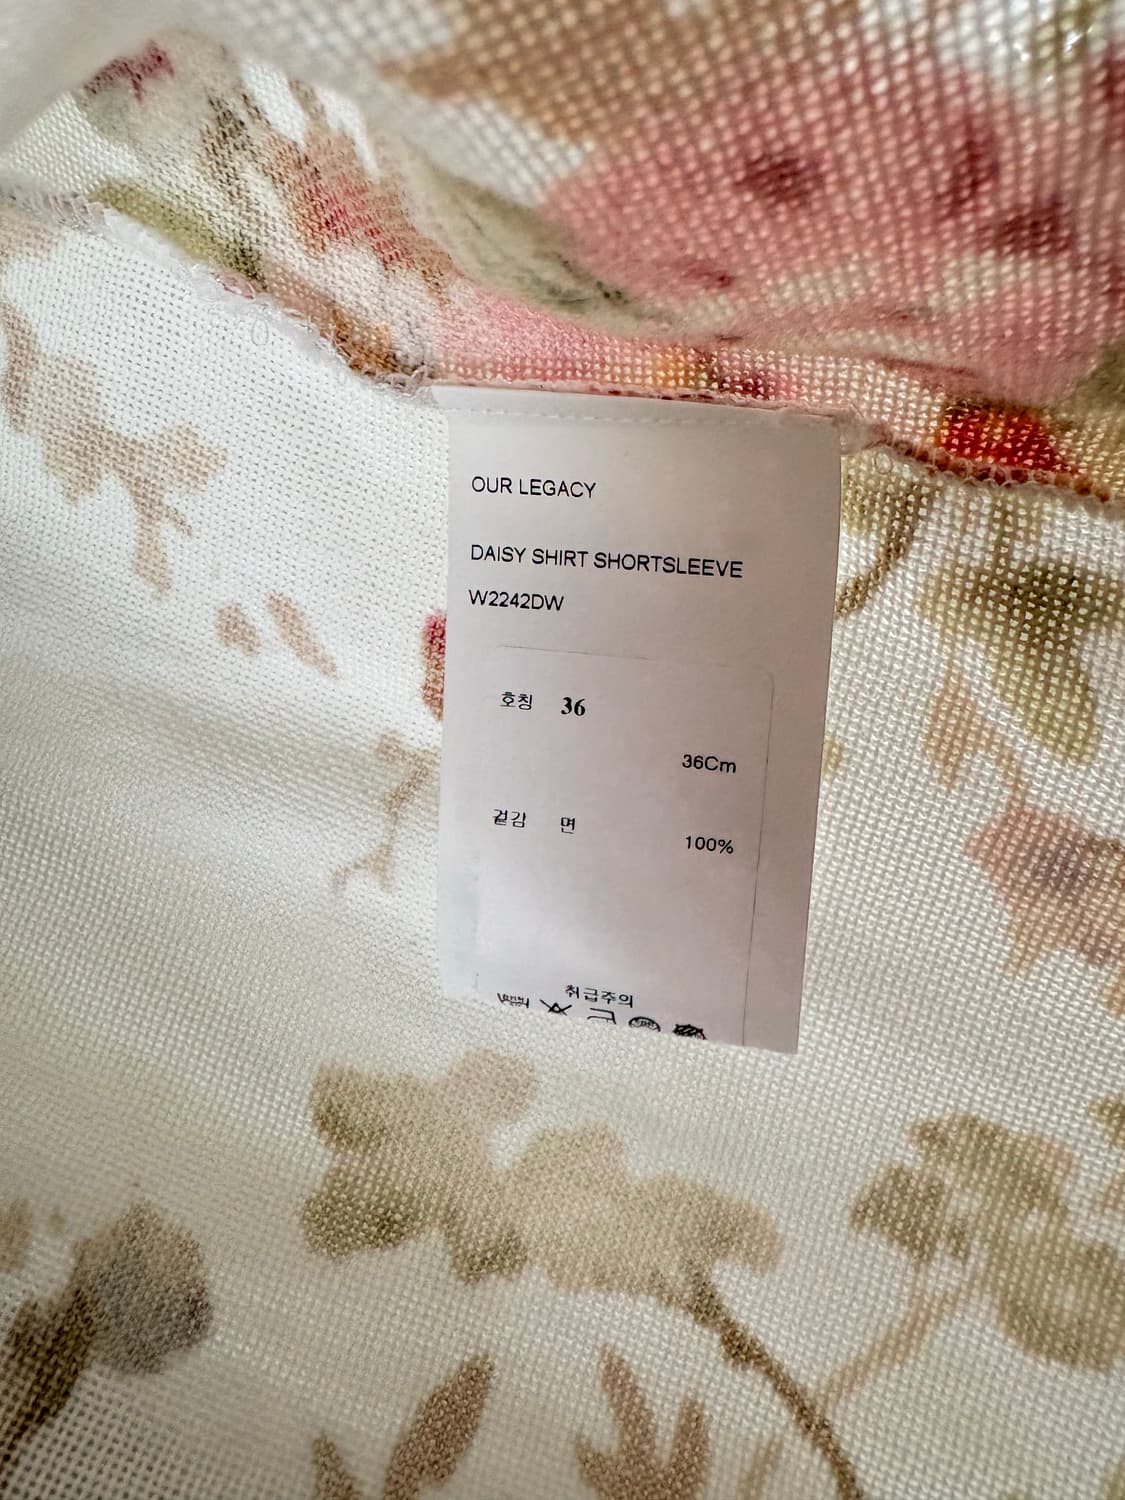 OUR LEGACY
DAISY SHIRT SHORTSLEEVE
W2242DW
호칭 36
36Cm
겉감 면
100%
취급주의